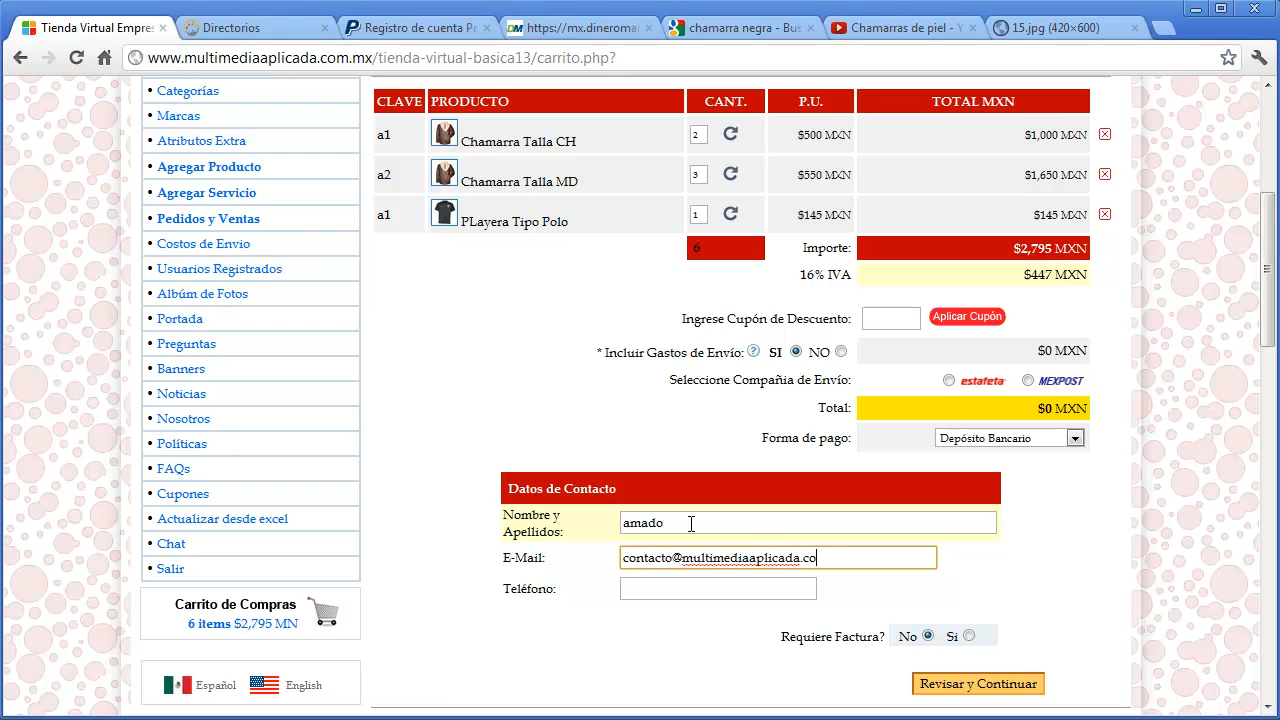 Tienda Virtual Empres
Directorios
Registro de cuenta P
https://mx.dineromai
chamarra negra - Bus
Chamarras de piel - Y
15.jpg (420×600)
www.multimediaaplicada.com.mx/tienda-virtual-basica13/carrito.php?
• Categorías
• Marcas
• Atributos Extra
• Agregar Producto
• Agregar Servicio
• Pedidos y Ventas
• Costos de Envio
• Usuarios Registrados
• Albúm de Fotos
• Portada
• Preguntas
• Banners
• Noticias
• Nosotros
• Políticas
• FAQs
• Cupones
• Actualizar desde excel
• Chat
• Salir
Carrito de Compras
6 items $2,795 MN
Español English
CLAVE PRODUCTO CANT. P.U. TOTAL MXN
a1 Chamarra Talla CH 2 $500 MXN $1,000 MXN
a2 Chamarra Talla MD 3 $550 MXN $1,650 MXN
a1 PLayera Tipo Polo 1 $145 MXN $145 MXN
6 Importe: $2,795 MXN
16% IVA $447 MXN
Ingrese Cupón de Descuento: Aplicar Cupón
* Incluir Gastos de Envío: ? SI NO $0 MXN
Seleccione Compañia de Envío: estafeta MEXPOST
Total: $0 MXN
Forma de pago: Depósito Bancario
Datos de Contacto
Nombre y
Apellidos: amado
E-Mail: contacto@multimediaaplicada.co
Teléfono:
Requiere Factura? No Si
Revisar y Continuar